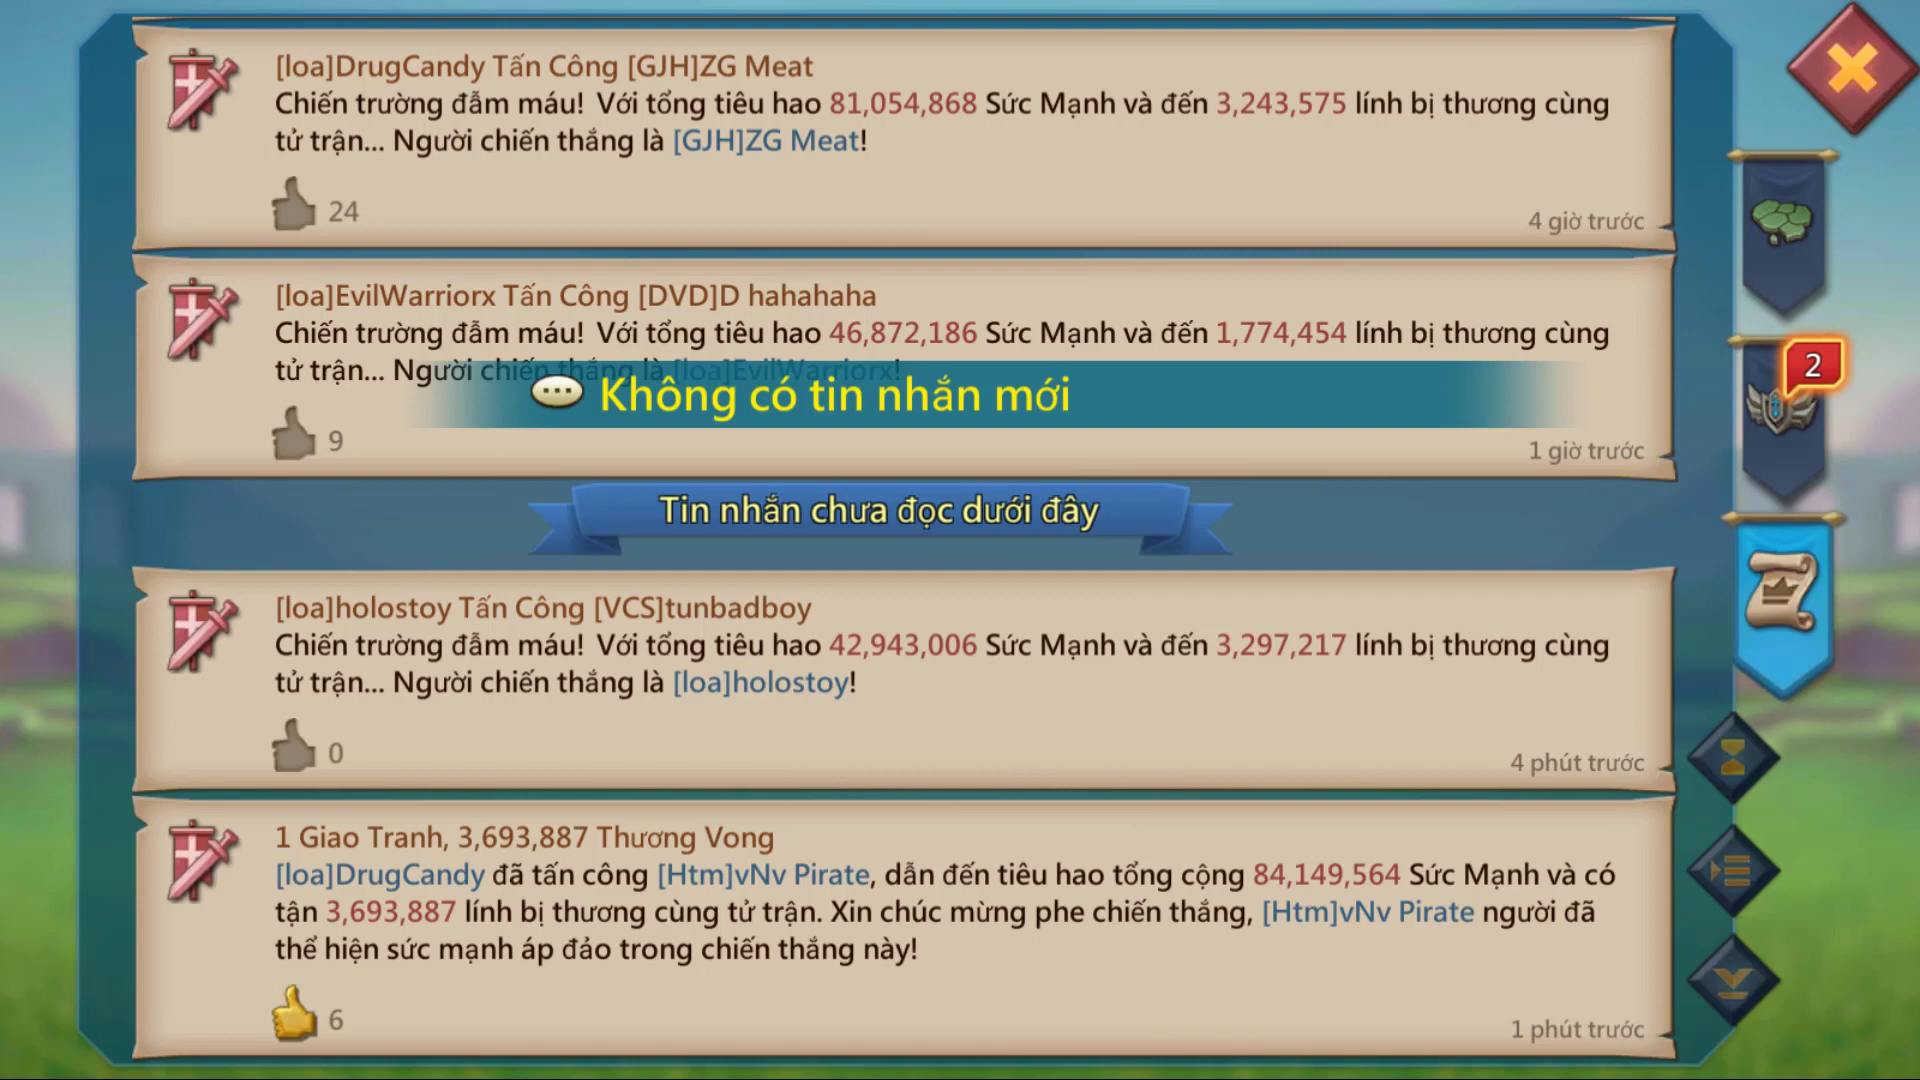 [loa]DrugCandy Tấn Công [GJH]ZG Meat
Chiến trường đẫm máu! Với tổng tiêu hao 81,054,868 Sức Mạnh và đến 3,243,575 lính bị thương cùng
tử trận... Người chiến thắng là [GJH]ZG Meat!
24
4 giờ trước
[loa]EvilWarriorx Tấn Công [DVD]D hahahaha
Chiến trường đẫm máu! Với tổng tiêu hao 46,872,186 Sức Mạnh và đến 1,774,454 lính bị thương cùng
tử trận... Người chiến thắng là [loa]EvilWarriorx!
2
Không có tin nhắn mới
9
1 giờ trước
Tin nhắn chưa đọc dưới đây
[loa]holostoy Tấn Công [VCS]tunbadboy
Chiến trường đẫm máu! Với tổng tiêu hao 42,943,006 Sức Mạnh và đến 3,297,217 lính bị thương cùng
tử trận... Người chiến thắng là [loa]holostoy!
0
4 phút trước
1 Giao Tranh, 3,693,887 Thương Vong
[loa]DrugCandy đã tấn công [Htm]vNv Pirate, dẫn đến tiêu hao tổng cộng 84,149,564 Sức Mạnh và có
tận 3,693,887 lính bị thương cùng tử trận. Xin chúc mừng phe chiến thắng, [Htm]vNv Pirate người đã
thể hiện sức mạnh áp đảo trong chiến thắng này!
6
1 phút trước